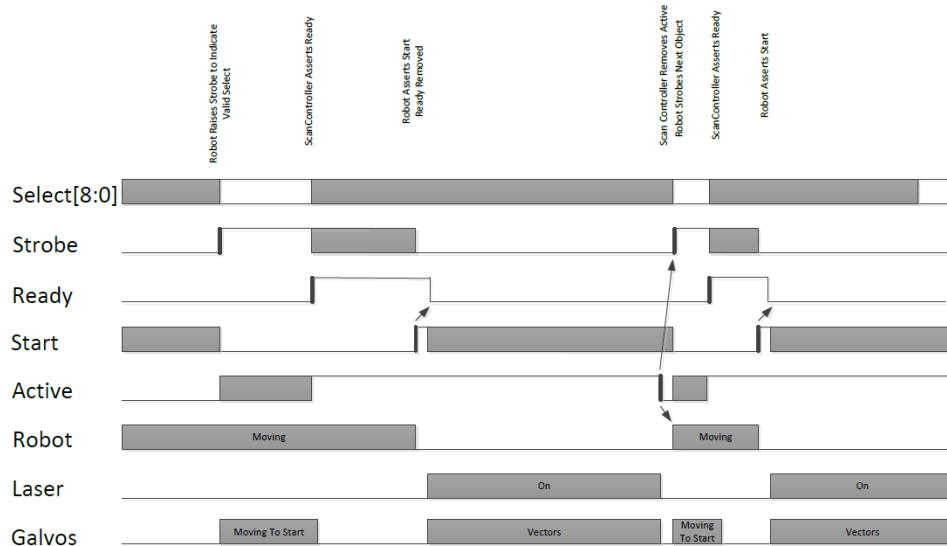 Robot Raises Strobe to Indicate
Valid Select
ScanController Asserts Ready
Robot Asserts Start
Ready Removed
Scan Controller Removes Active
Robot Strobes Next Object
ScanController Asserts Ready
Robot Asserts Start
Select[8:0]
Strobe
Ready
Start
Active
Robot
Moving
Moving
Laser
On
On
Galvos
Moving To Start
Vectors
Moving
To Start
Vectors